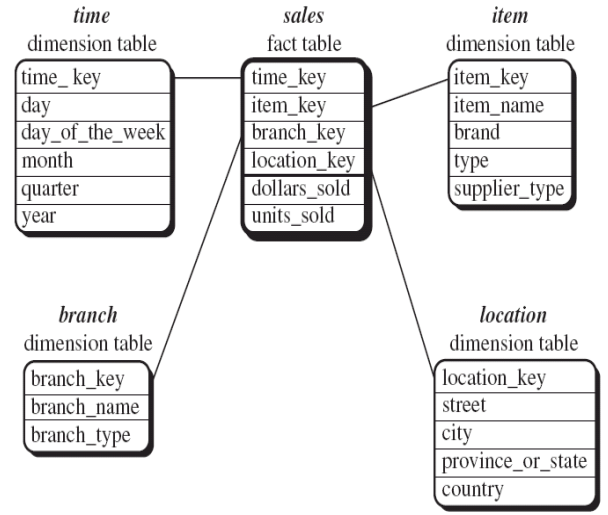 time
dimension table
time_ key
day
day_of_the_week
month
quarter
year
sales
fact table
time_key
item_key
branch_key
location_key
dollars_sold
units_sold
item
dimension table
item_key
item_name
brand
type
supplier_type
branch
dimension table
branch_key
branch_name
branch_type
location
dimension table
location_key
street
city
province_or_state
country